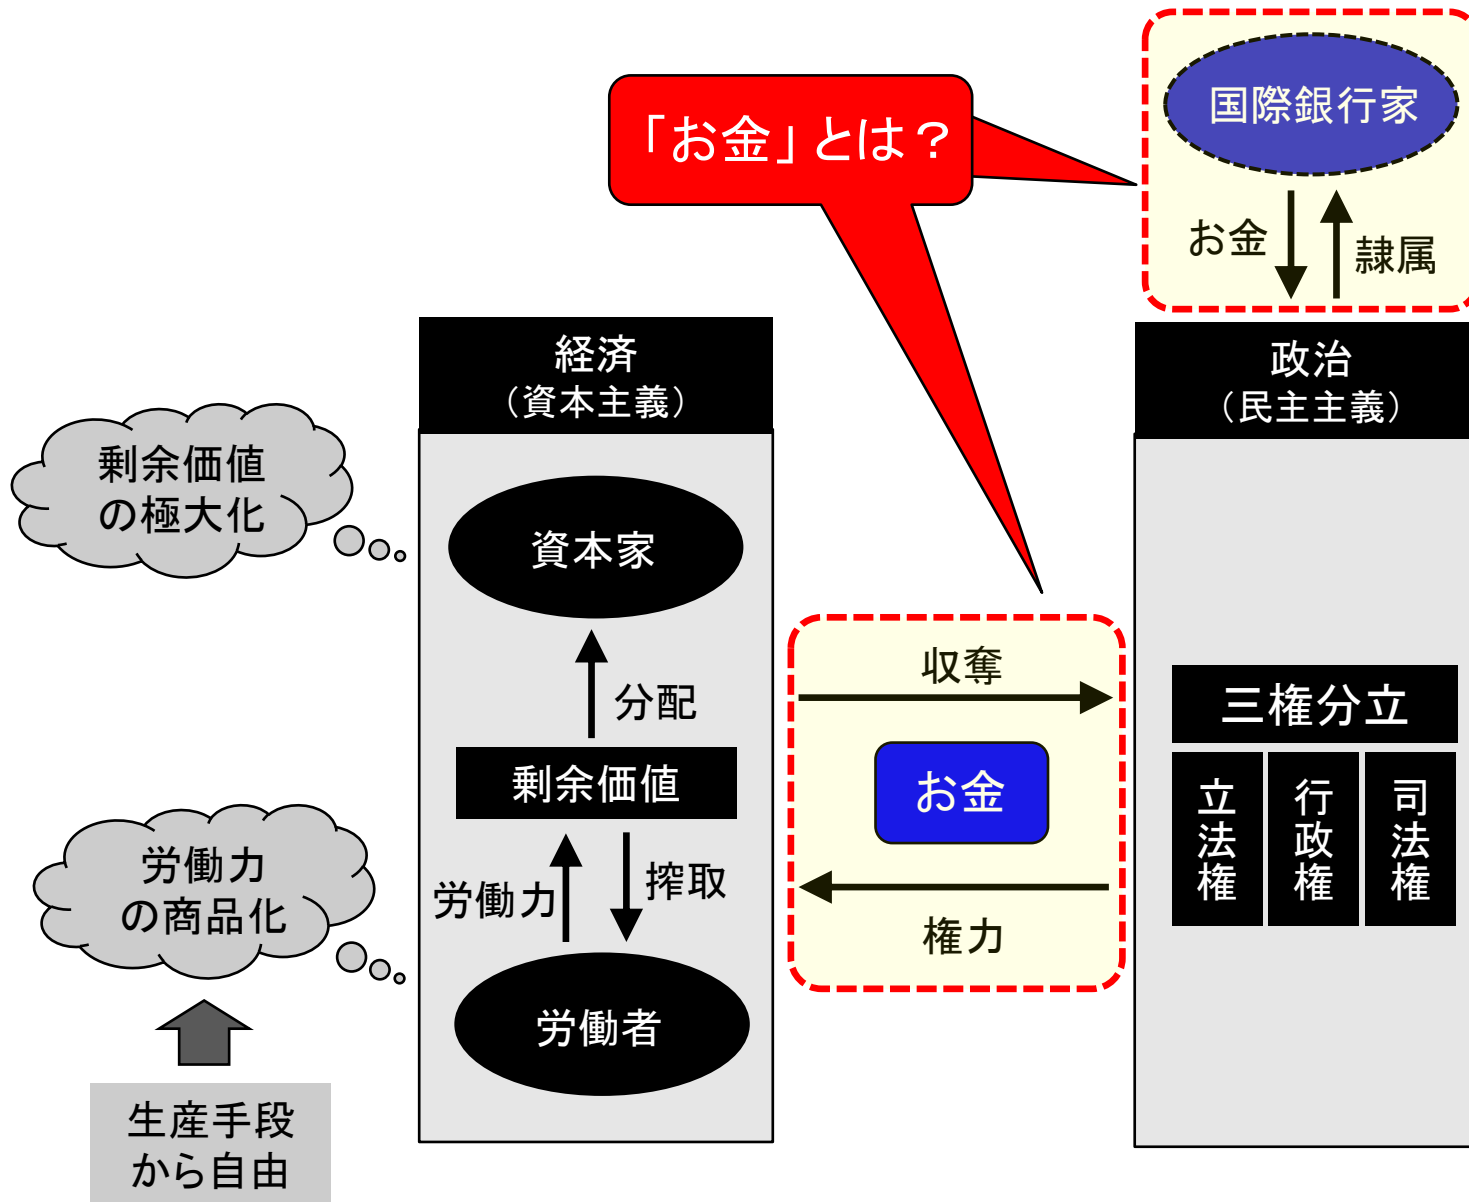 「お金」とは？
国際銀行家
お金
隷属
経済
（資本主義）
政治
（民主主義）
剰余価値
の極大化
資本家
分配
剰余価値
労働力
搾取
労働者
労働力
の商品化
生産手段
から自由
収奪
お金
権力
三権分立
立法権
行政権
司法権